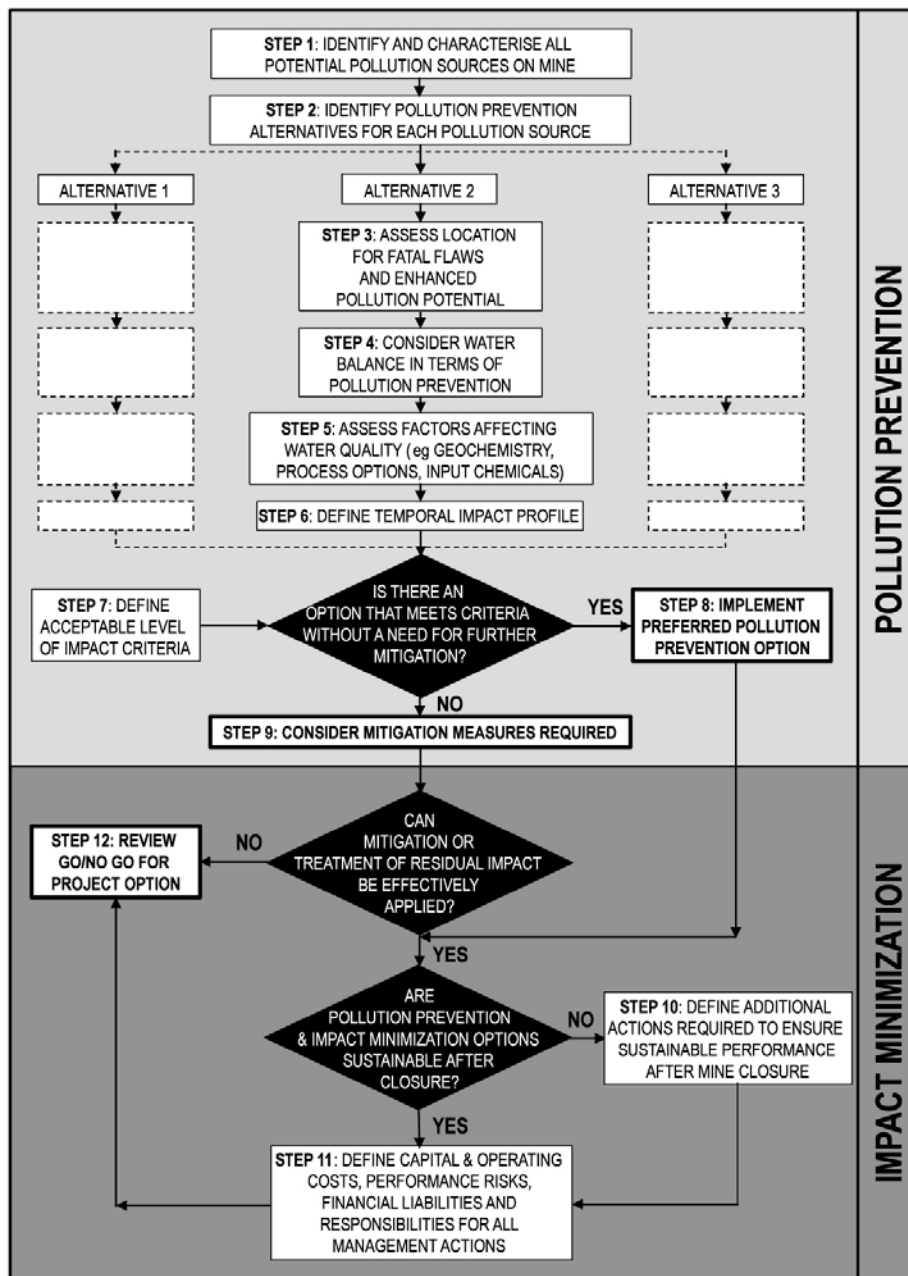 STEP 1: IDENTIFY AND CHARACTERISE ALL
POTENTIAL POLLUTION SOURCES ON MINE
STEP 2: IDENTIFY POLLUTION PREVENTION
ALTERNATIVES FOR EACH POLLUTION SOURCE
ALTERNATIVE 1
ALTERNATIVE 2
ALTERNATIVE 3
STEP 3: ASSESS LOCATION
FOR FATAL FLAWS
AND ENHANCED
POLLUTION POTENTIAL
STEP 4: CONSIDER WATER
BALANCE IN TERMS OF
POLLUTION PREVENTION
STEP 5: ASSESS FACTORS AFFECTING
WATER QUALITY (eg GEOCHEMISTRY,
PROCESS OPTIONS, INPUT CHEMICALS)
STEP 6: DEFINE TEMPORAL IMPACT PROFILE
STEP 7: DEFINE
ACCEPTABLE LEVEL
OF IMPACT CRITERIA
IS THERE AN
OPTION THAT MEETS CRITERIA
WITHOUT A NEED FOR FURTHER
MITIGATION?
YES
STEP 8: IMPLEMENT
PREFERRED POLLUTION
PREVENTION OPTION
NO
STEP 9: CONSIDER MITIGATION MEASURES REQUIRED
POLLUTION PREVENTION
CAN
MITIGATION OR
TREATMENT OF RESIDUAL IMPACT
BE EFFECTIVELY
APPLIED?
NO
STEP 12: REVIEW
GO/NO GO FOR
PROJECT OPTION
YES
ARE
POLLUTION PREVENTION
& IMPACT MINIMIZATION OPTIONS
SUSTAINABLE AFTER
CLOSURE?
NO
STEP 10: DEFINE ADDITIONAL
ACTIONS REQUIRED TO ENSURE
SUSTAINABLE PERFORMANCE
AFTER MINE CLOSURE
YES
STEP 11: DEFINE CAPITAL & OPERATING
COSTS, PERFORMANCE RISKS,
FINANCIAL LIABILITIES AND
RESPONSIBILITIES FOR ALL
MANAGEMENT ACTIONS
IMPACT MINIMIZATION